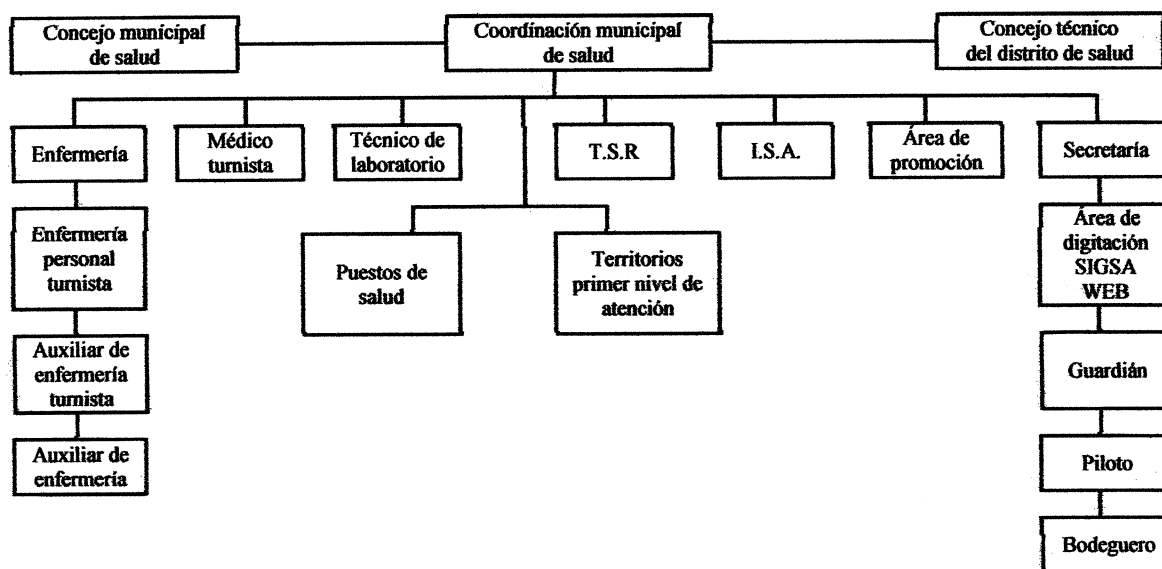 Concejo municipal
de salud
Coordinación municipal
de salud
Concejo técnico
del distrito de salud
Enfermería
Médico
turnista
Técnico de
laboratorio
T.S.R
I.S.A.
Área de
promoción
Secretaría
Enfermería
personal
turnista
Puestos de
salud
Territorios
primer nivel de
atención
Área de
digitación
SIGSA
WEB
Auxiliar de
enfermería
turnista
Guardián
Auxiliar de
enfermería
Piloto
Bodeguero